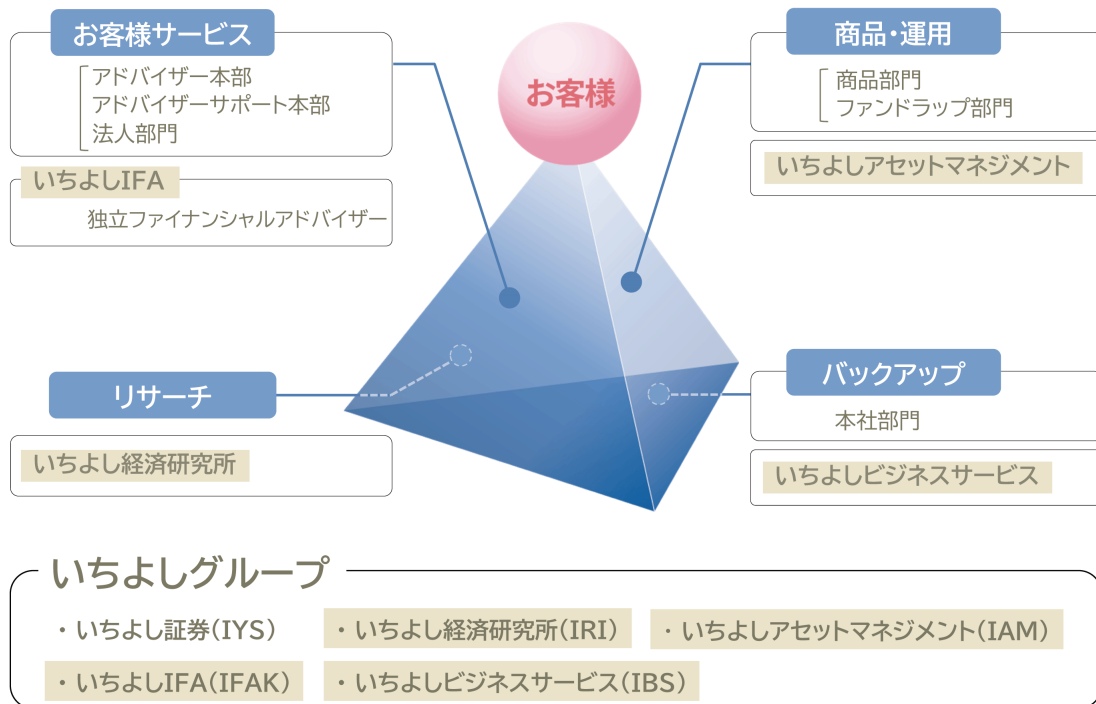 お客様サービス
アドバイザー本部
アドバイザーサポート本部
法人部門
いちよしIFA
独立ファイナンシャルアドバイザー
お客様
商品・運用
商品部門
ファンドラップ部門
いちよしアセットマネジメント
リサーチ
いちよし経済研究所
バックアップ
本社部門
いちよしビジネスサービス
いちよしグループ
・いちよし証券(IYS) ・いちよし経済研究所(IRI) ・いちよしアセットマネジメント(IAM)
・いちよしIFA(IFAK) ・いちよしビジネスサービス(IBS)